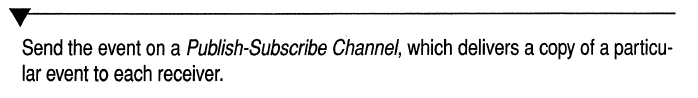 Send the event on a Publish-Subscribe Channel, which delivers a copy of a particu-
lar event to each receiver.